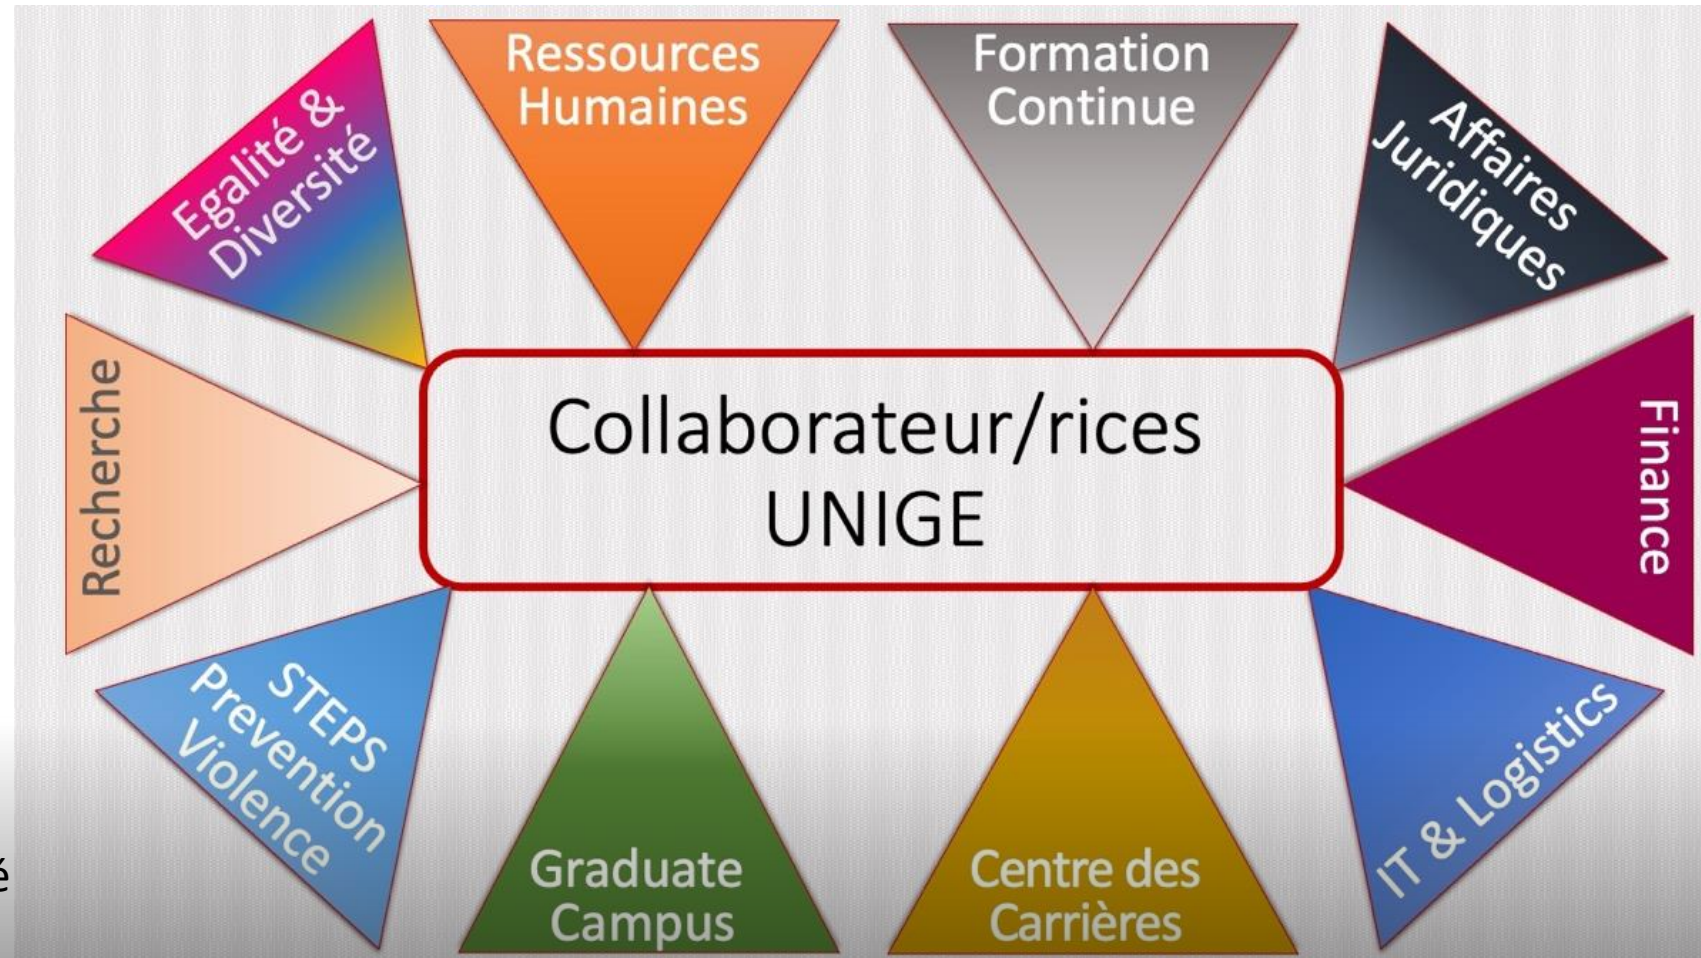 Ressources
Humaines
Formation
Continue
Egalité &
Diversité
Affaires
Juridiques
Recherche
Collaborateur/rices
UNIGE
Finance
STEPS
Prevention
Violence
Graduate
Campus
Centre des
Carrières
IT & Logistics
é